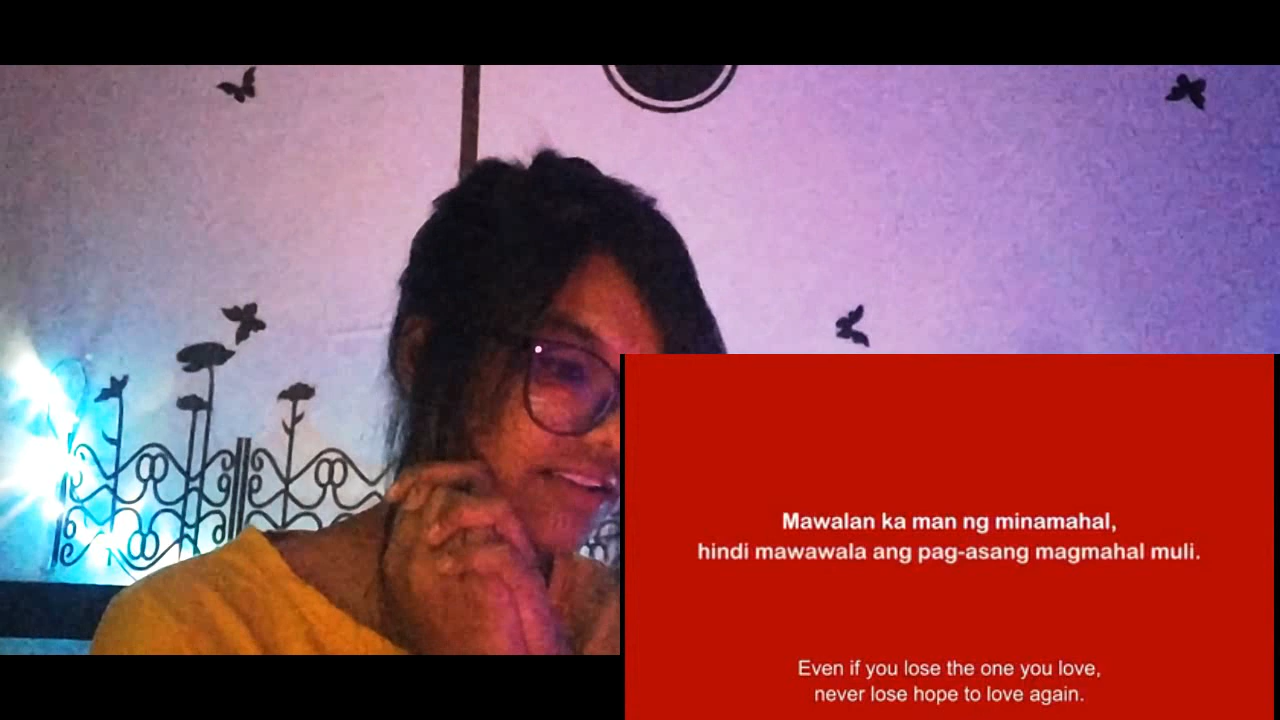 Mawalan ka man ng minamahal,
hindi mawawala ang pag-asang magmahal muli.
Even if you lose the one you love,
never lose hope to love again.